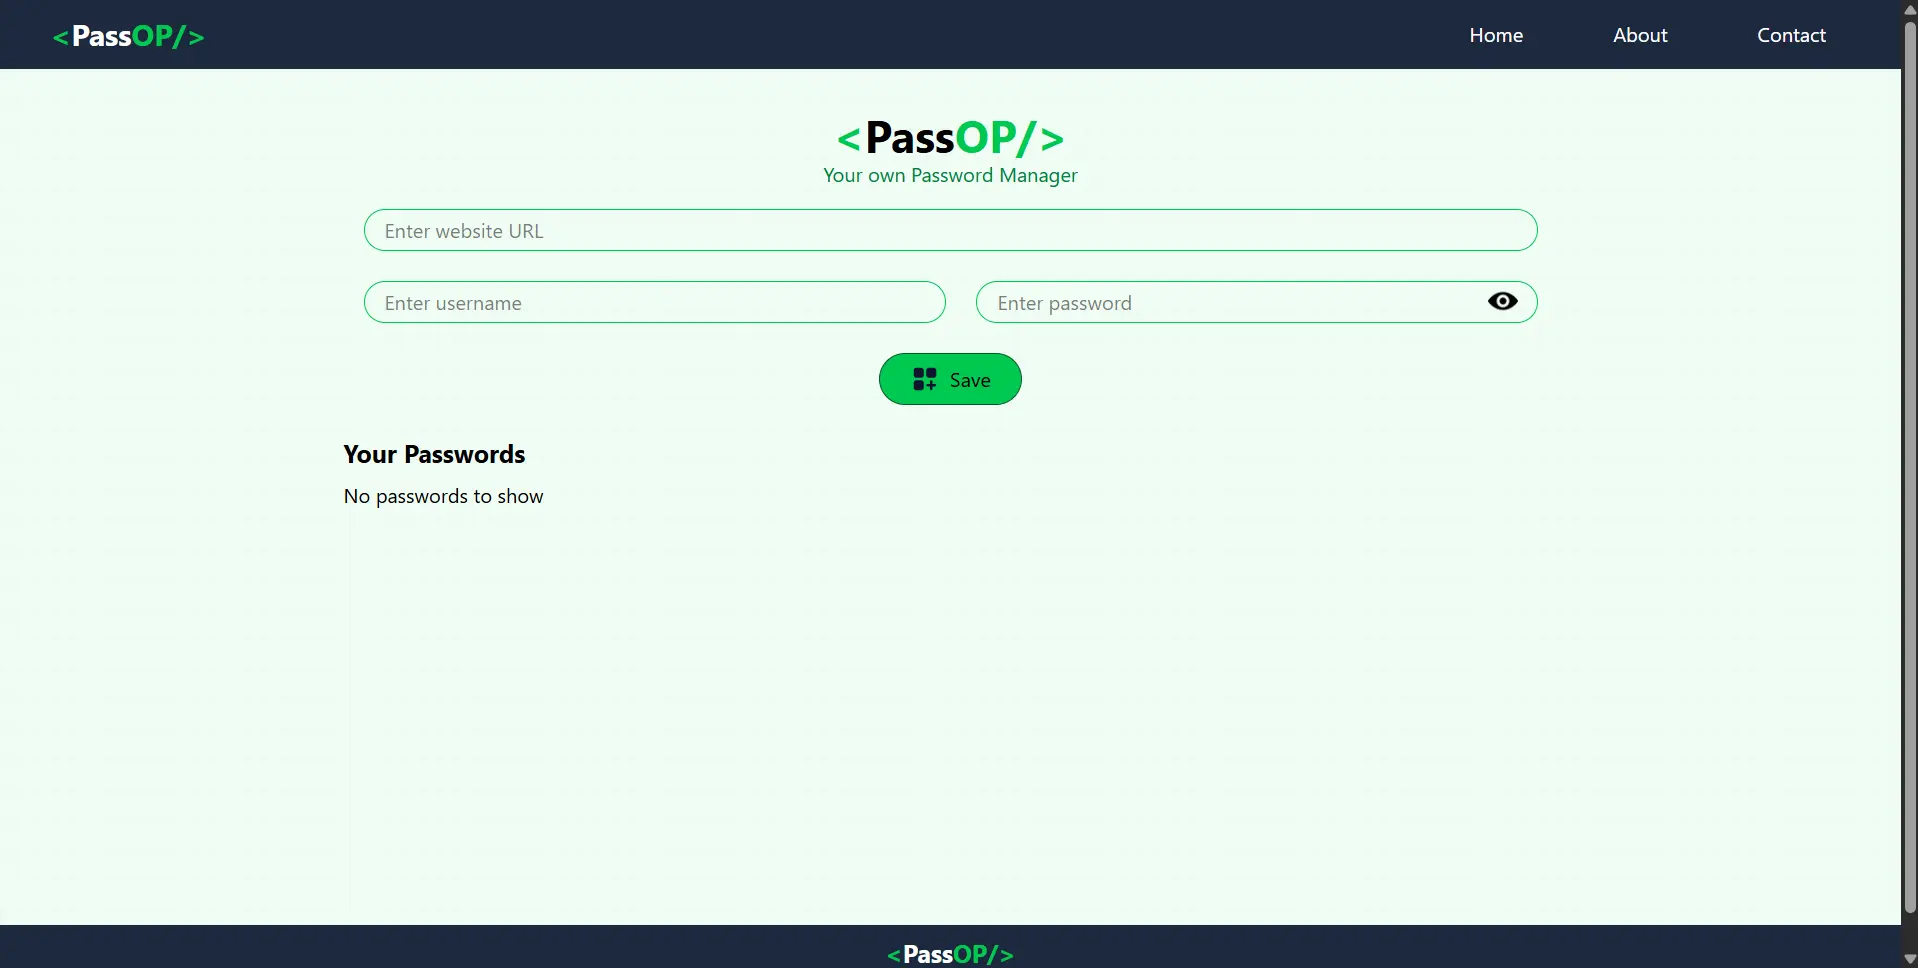 <PassOP/>
Home About Contact
<PassOP/>
Your own Password Manager
Enter website URL
Enter username Enter password
Save
Your Passwords
No passwords to show
<PassOP/>